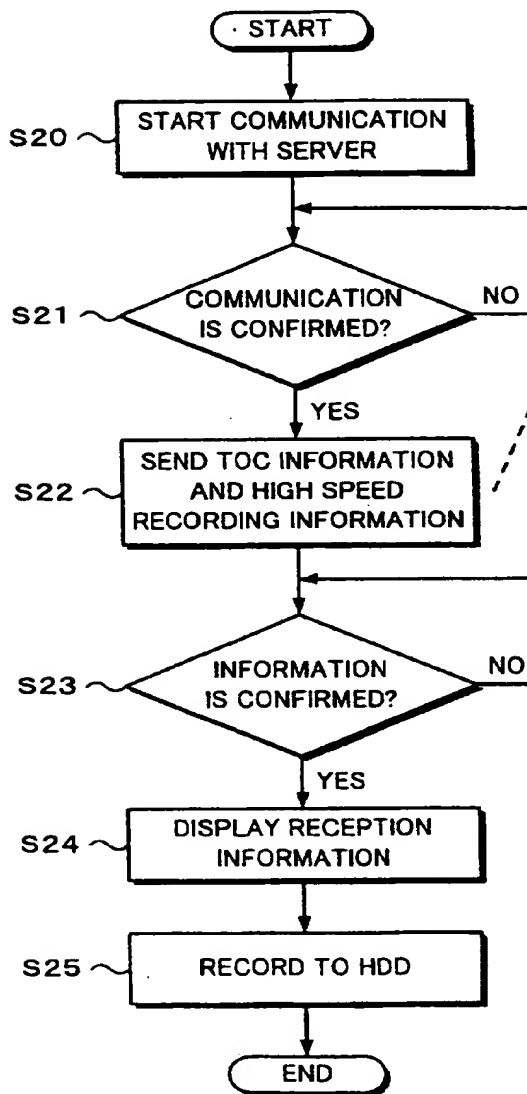 START
S20
START COMMUNICATION
WITH SERVER
S21
COMMUNICATION
IS CONFIRMED?
NO
YES
S22
SEND TOC INFORMATION
AND HIGH SPEED
RECORDING INFORMATION
S23
INFORMATION
IS CONFIRMED?
NO
YES
S24
DISPLAY RECEPTION
INFORMATION
S25
RECORD TO HDD
END